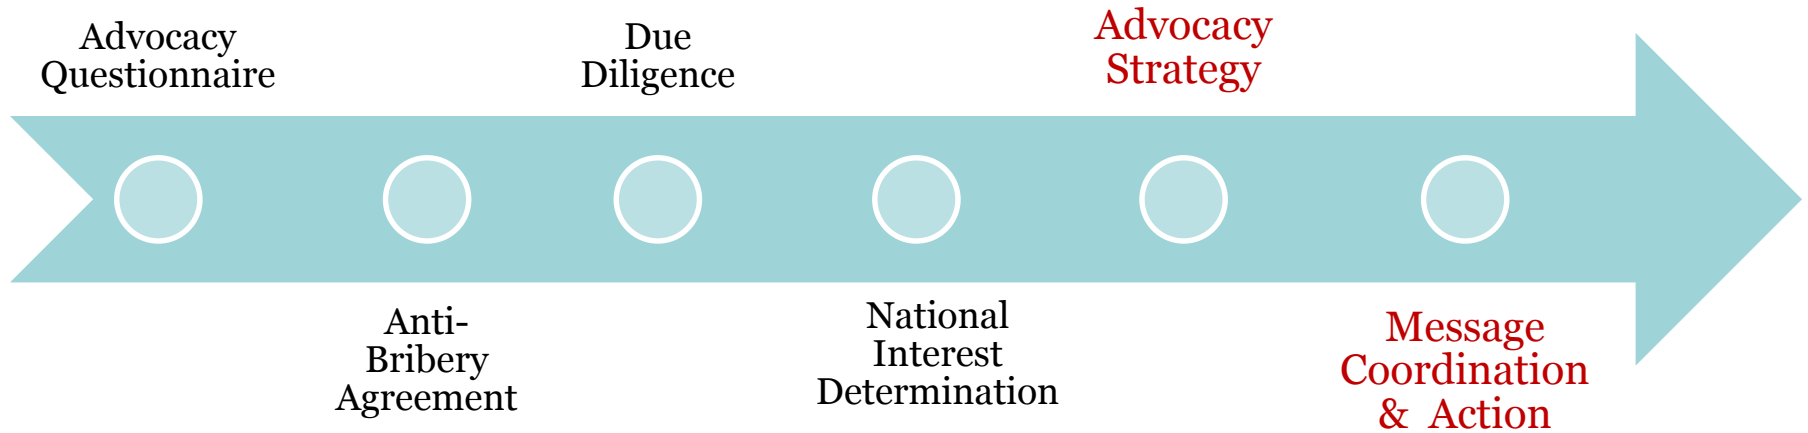 Advocacy
Questionnaire
Anti-
Bribery
Agreement
Due
Diligence
National
Interest
Determination
Advocacy
Strategy
Message
Coordination
& Action